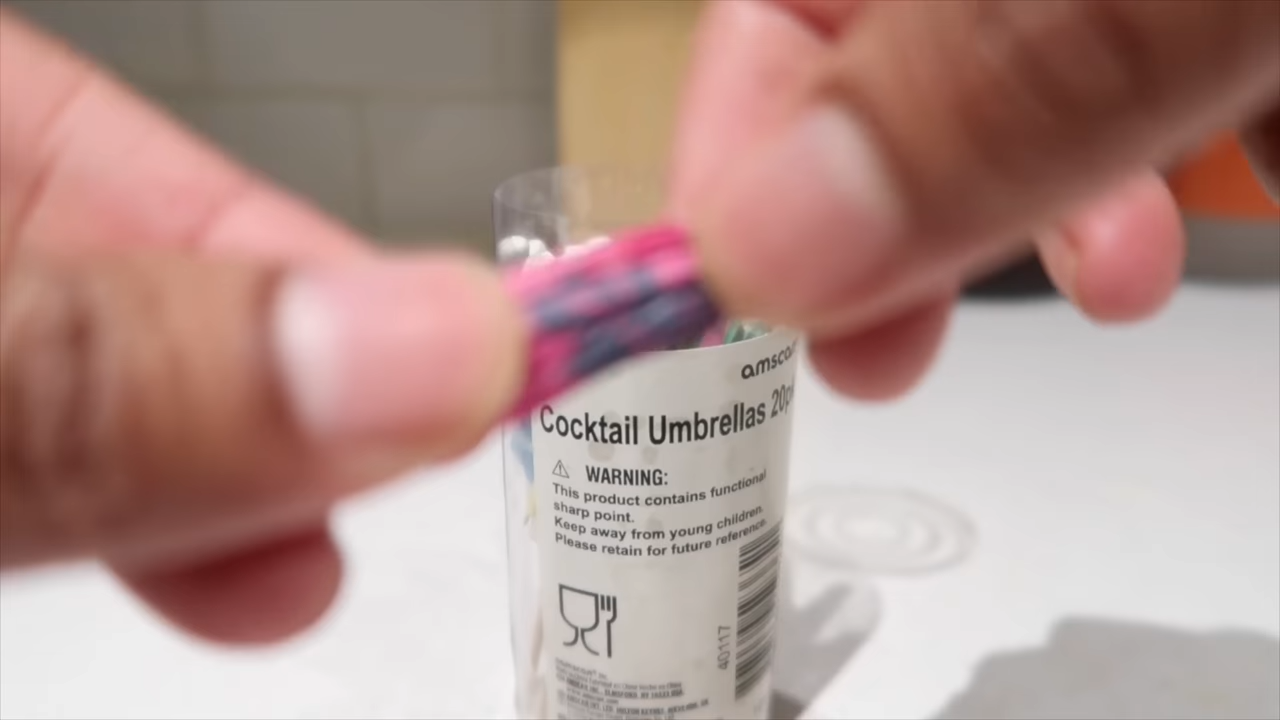 amscan
Cocktail Umbrellas 20p
WARNING:
This product contains functional
sharp point.
Keep away from young children.
Please retain for future reference.
40117